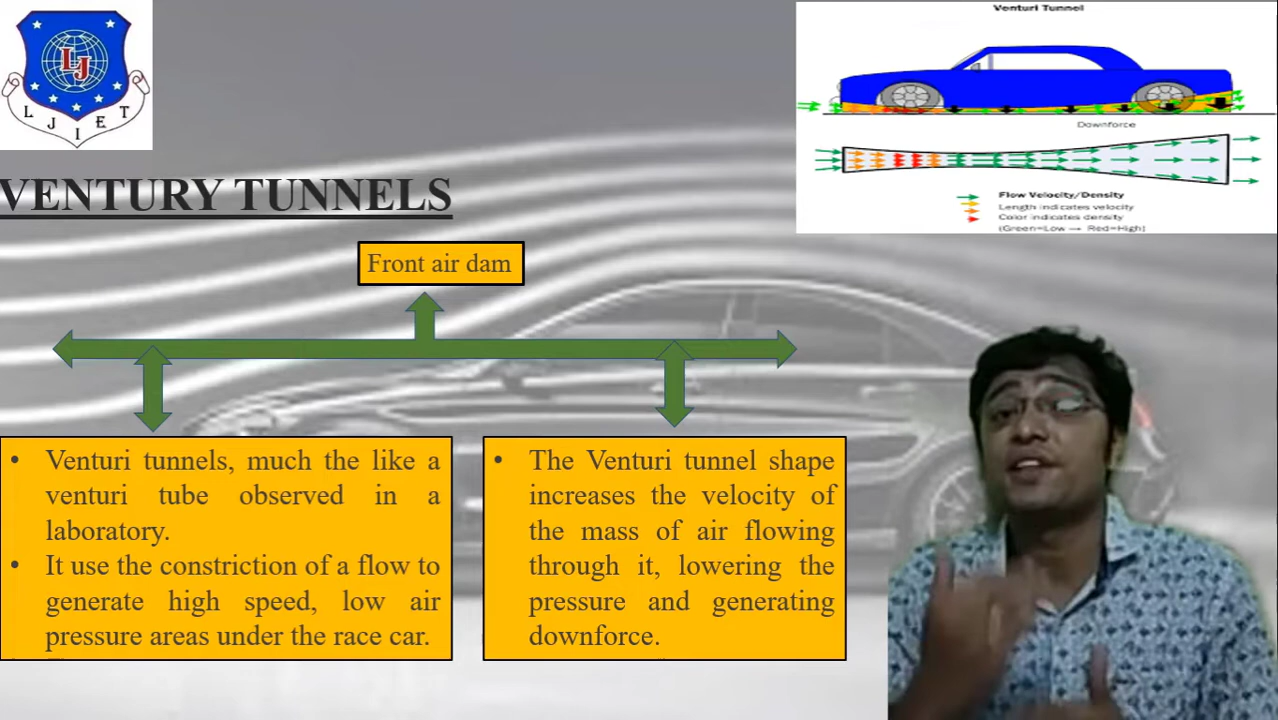 LJ
LJIET
Venturi Tunnel
Downforce
Flow Velocity/Density
Length indicates velocity
Color indicates density
(Green=Low → Red=High)
VENTURY TUNNELS
Front air dam
• Venturi tunnels, much the like a
venturi tube observed in a
laboratory.
• It use the constriction of a flow to
generate high speed, low air
pressure areas under the race car.
• The Venturi tunnel shape
increases the velocity of
the mass of air flowing
through it, lowering the
pressure and generating
downforce.